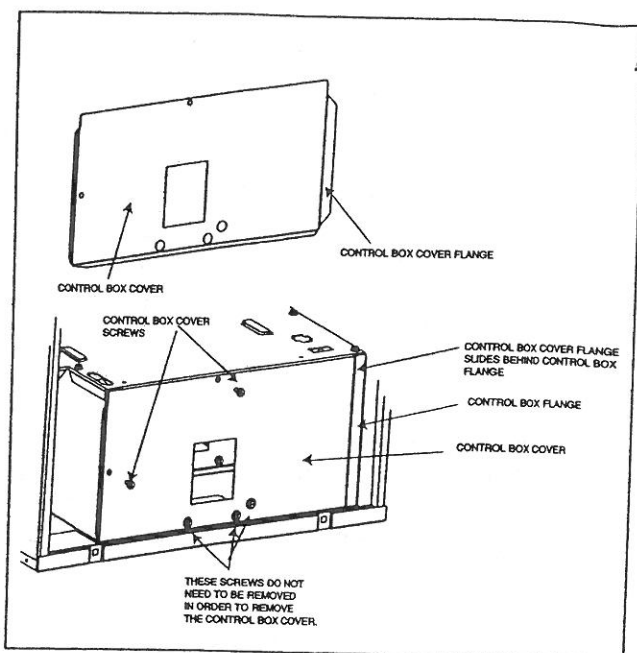 CONTROL BOX COVER FLANGE
CONTROL BOX COVER
CONTROL BOX COVER
SCREWS
CONTROL BOX COVER FLANGE
SLIDES BEHIND CONTROL BOX
FLANGE
CONTROL BOX FLANGE
CONTROL BOX COVER
THESE SCREWS DO NOT
NEED TO BE REMOVED
IN ORDER TO REMOVE
THE CONTROL BOX COVER.